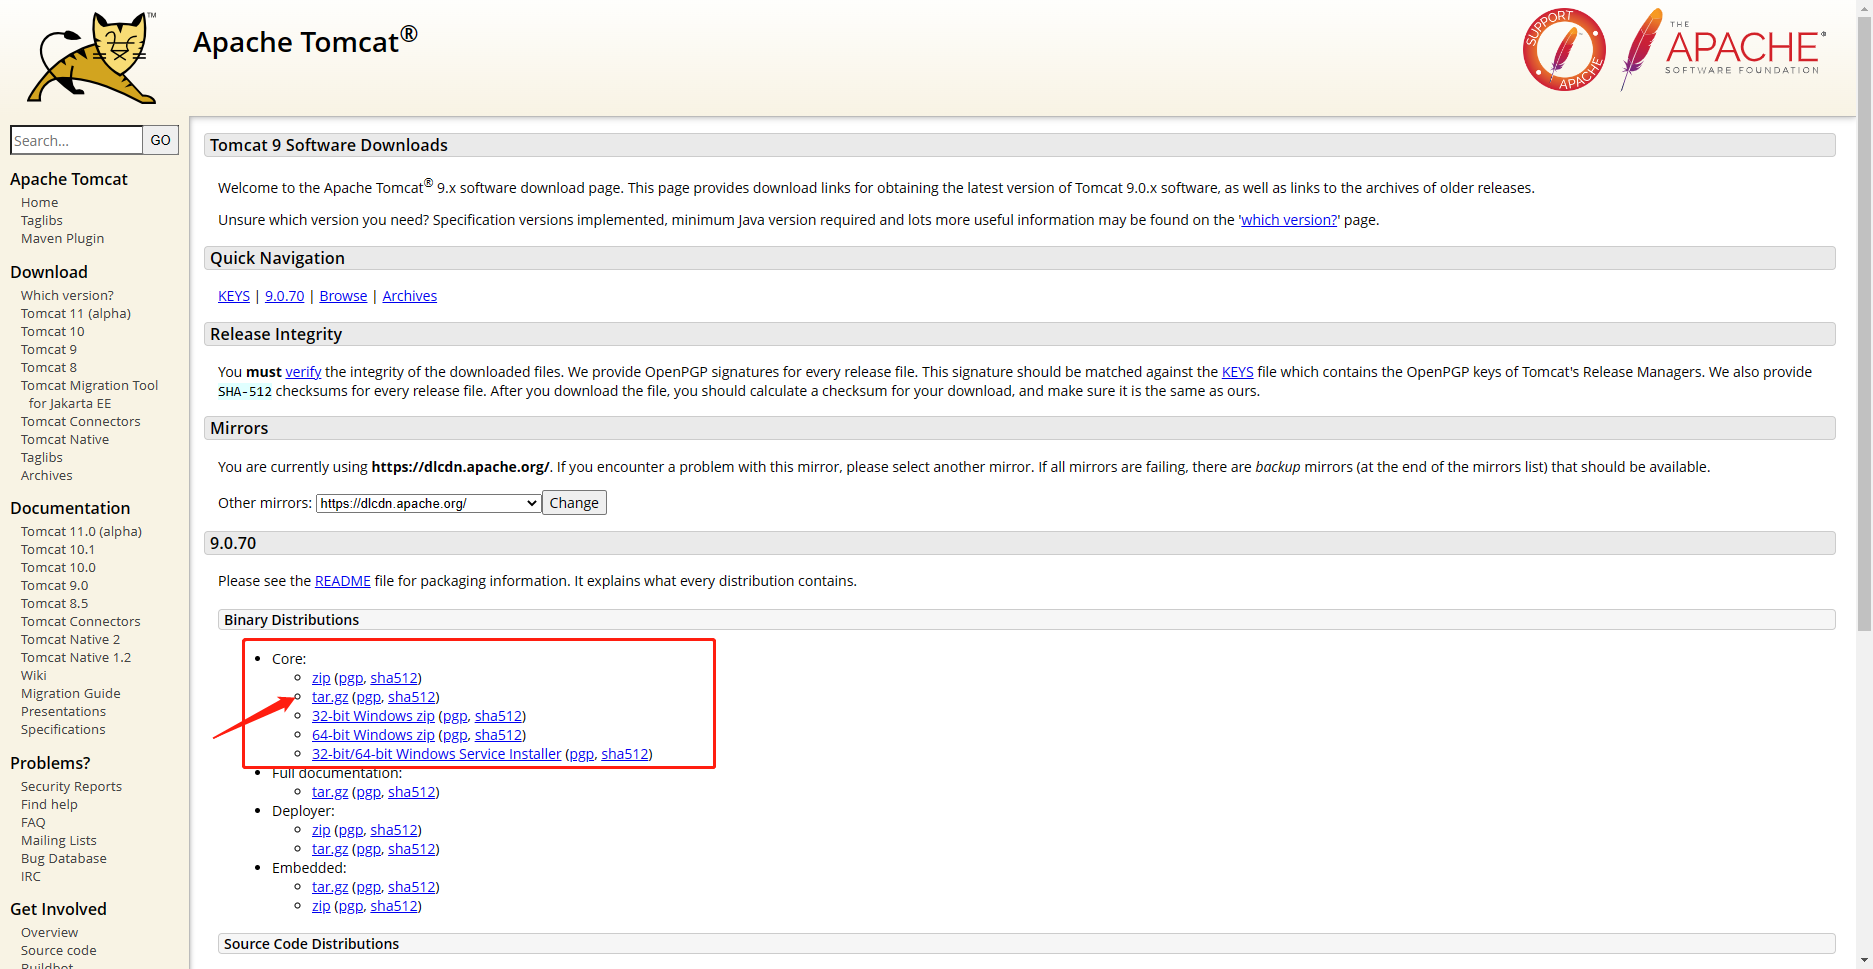 TM
Apache Tomcat®
SUPPORT
APACHE
THE
APACHE®
SOFTWARE FOUNDATION
Search...
GO
Apache Tomcat
Home
Taglibs
Maven Plugin
Download
Which version?
Tomcat 11 (alpha)
Tomcat 10
Tomcat 9
Tomcat 8
Tomcat Migration Tool
for Jakarta EE
Tomcat Connectors
Tomcat Native
Taglibs
Archives
Documentation
Tomcat 11.0 (alpha)
Tomcat 10.1
Tomcat 10.0
Tomcat 9.0
Tomcat 8.5
Tomcat Connectors
Tomcat Native 2
Tomcat Native 1.2
Wiki
Migration Guide
Presentations
Specifications
Problems?
Security Reports
Find help
FAQ
Mailing Lists
Bug Database
IRC
Get Involved
Overview
Source code
Buildbot
Tomcat 9 Software Downloads
Welcome to the Apache Tomcat® 9.x software download page. This page provides download links for obtaining the latest version of Tomcat 9.0.x software, as well as links to the archives of older releases.
Unsure which version you need? Specification versions implemented, minimum Java version required and lots more useful information may be found on the 'which version?' page.
Quick Navigation
KEYS | 9.0.70 | Browse | Archives
Release Integrity
You must verify the integrity of the downloaded files. We provide OpenPGP signatures for every release file. This signature should be matched against the KEYS file which contains the OpenPGP keys of Tomcat's Release Managers. We also provide
SHA-512 checksums for every release file. After you download the file, you should calculate a checksum for your download, and make sure it is the same as ours.
Mirrors
You are currently using https://dlcdn.apache.org/. If you encounter a problem with this mirror, please select another mirror. If all mirrors are failing, there are backup mirrors (at the end of the mirrors list) that should be available.
Other mirrors: https://dlcdn.apache.org/ Change
9.0.70
Please see the README file for packaging information. It explains what every distribution contains.
Binary Distributions
Core:
zip (pgp, sha512)
tar.gz (pgp, sha512)
32-bit Windows zip (pgp, sha512)
64-bit Windows zip (pgp, sha512)
32-bit/64-bit Windows Service Installer (pgp, sha512)
Full documentation:
tar.gz (pgp, sha512)
Deployer:
zip (pgp, sha512)
tar.gz (pgp, sha512)
Embedded:
tar.gz (pgp, sha512)
zip (pgp, sha512)
Source Code Distributions